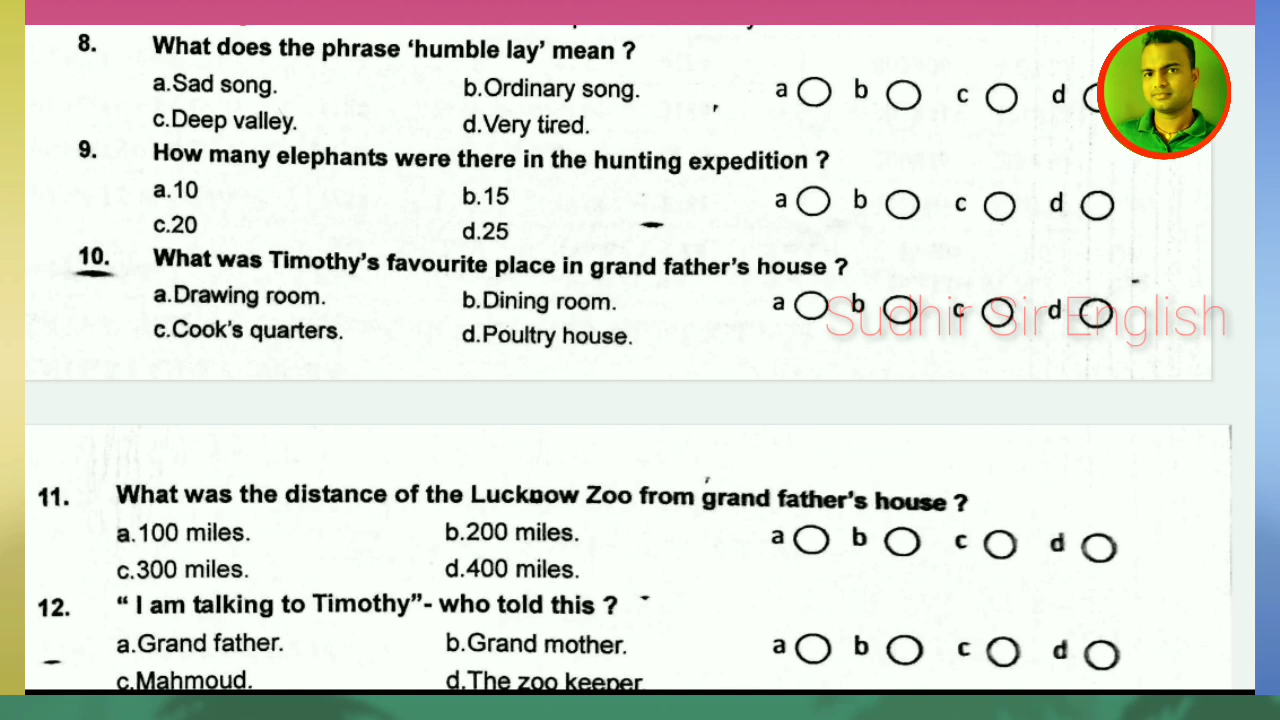 8. What does the phrase ‘humble lay’ mean ?
a.Sad song. b.Ordinary song. a b c d
c.Deep valley. d.Very tired.
9. How many elephants were there in the hunting expedition ?
a.10 b.15 a b c d
c.20 d.25
10. What was Timothy’s favourite place in grand father’s house ?
a.Drawing room. b.Dining room. a b c d
Sudhir Sir English
c.Cook’s quarters. d.Poultry house.
11. What was the distance of the Lucknow Zoo from grand father’s house ?
a.100 miles. b.200 miles. a b c d
c.300 miles. d.400 miles.
12. “ I am talking to Timothy”- who told this ?
a.Grand father. b.Grand mother. a b c d
c.Mahmoud. d.The zoo keeper